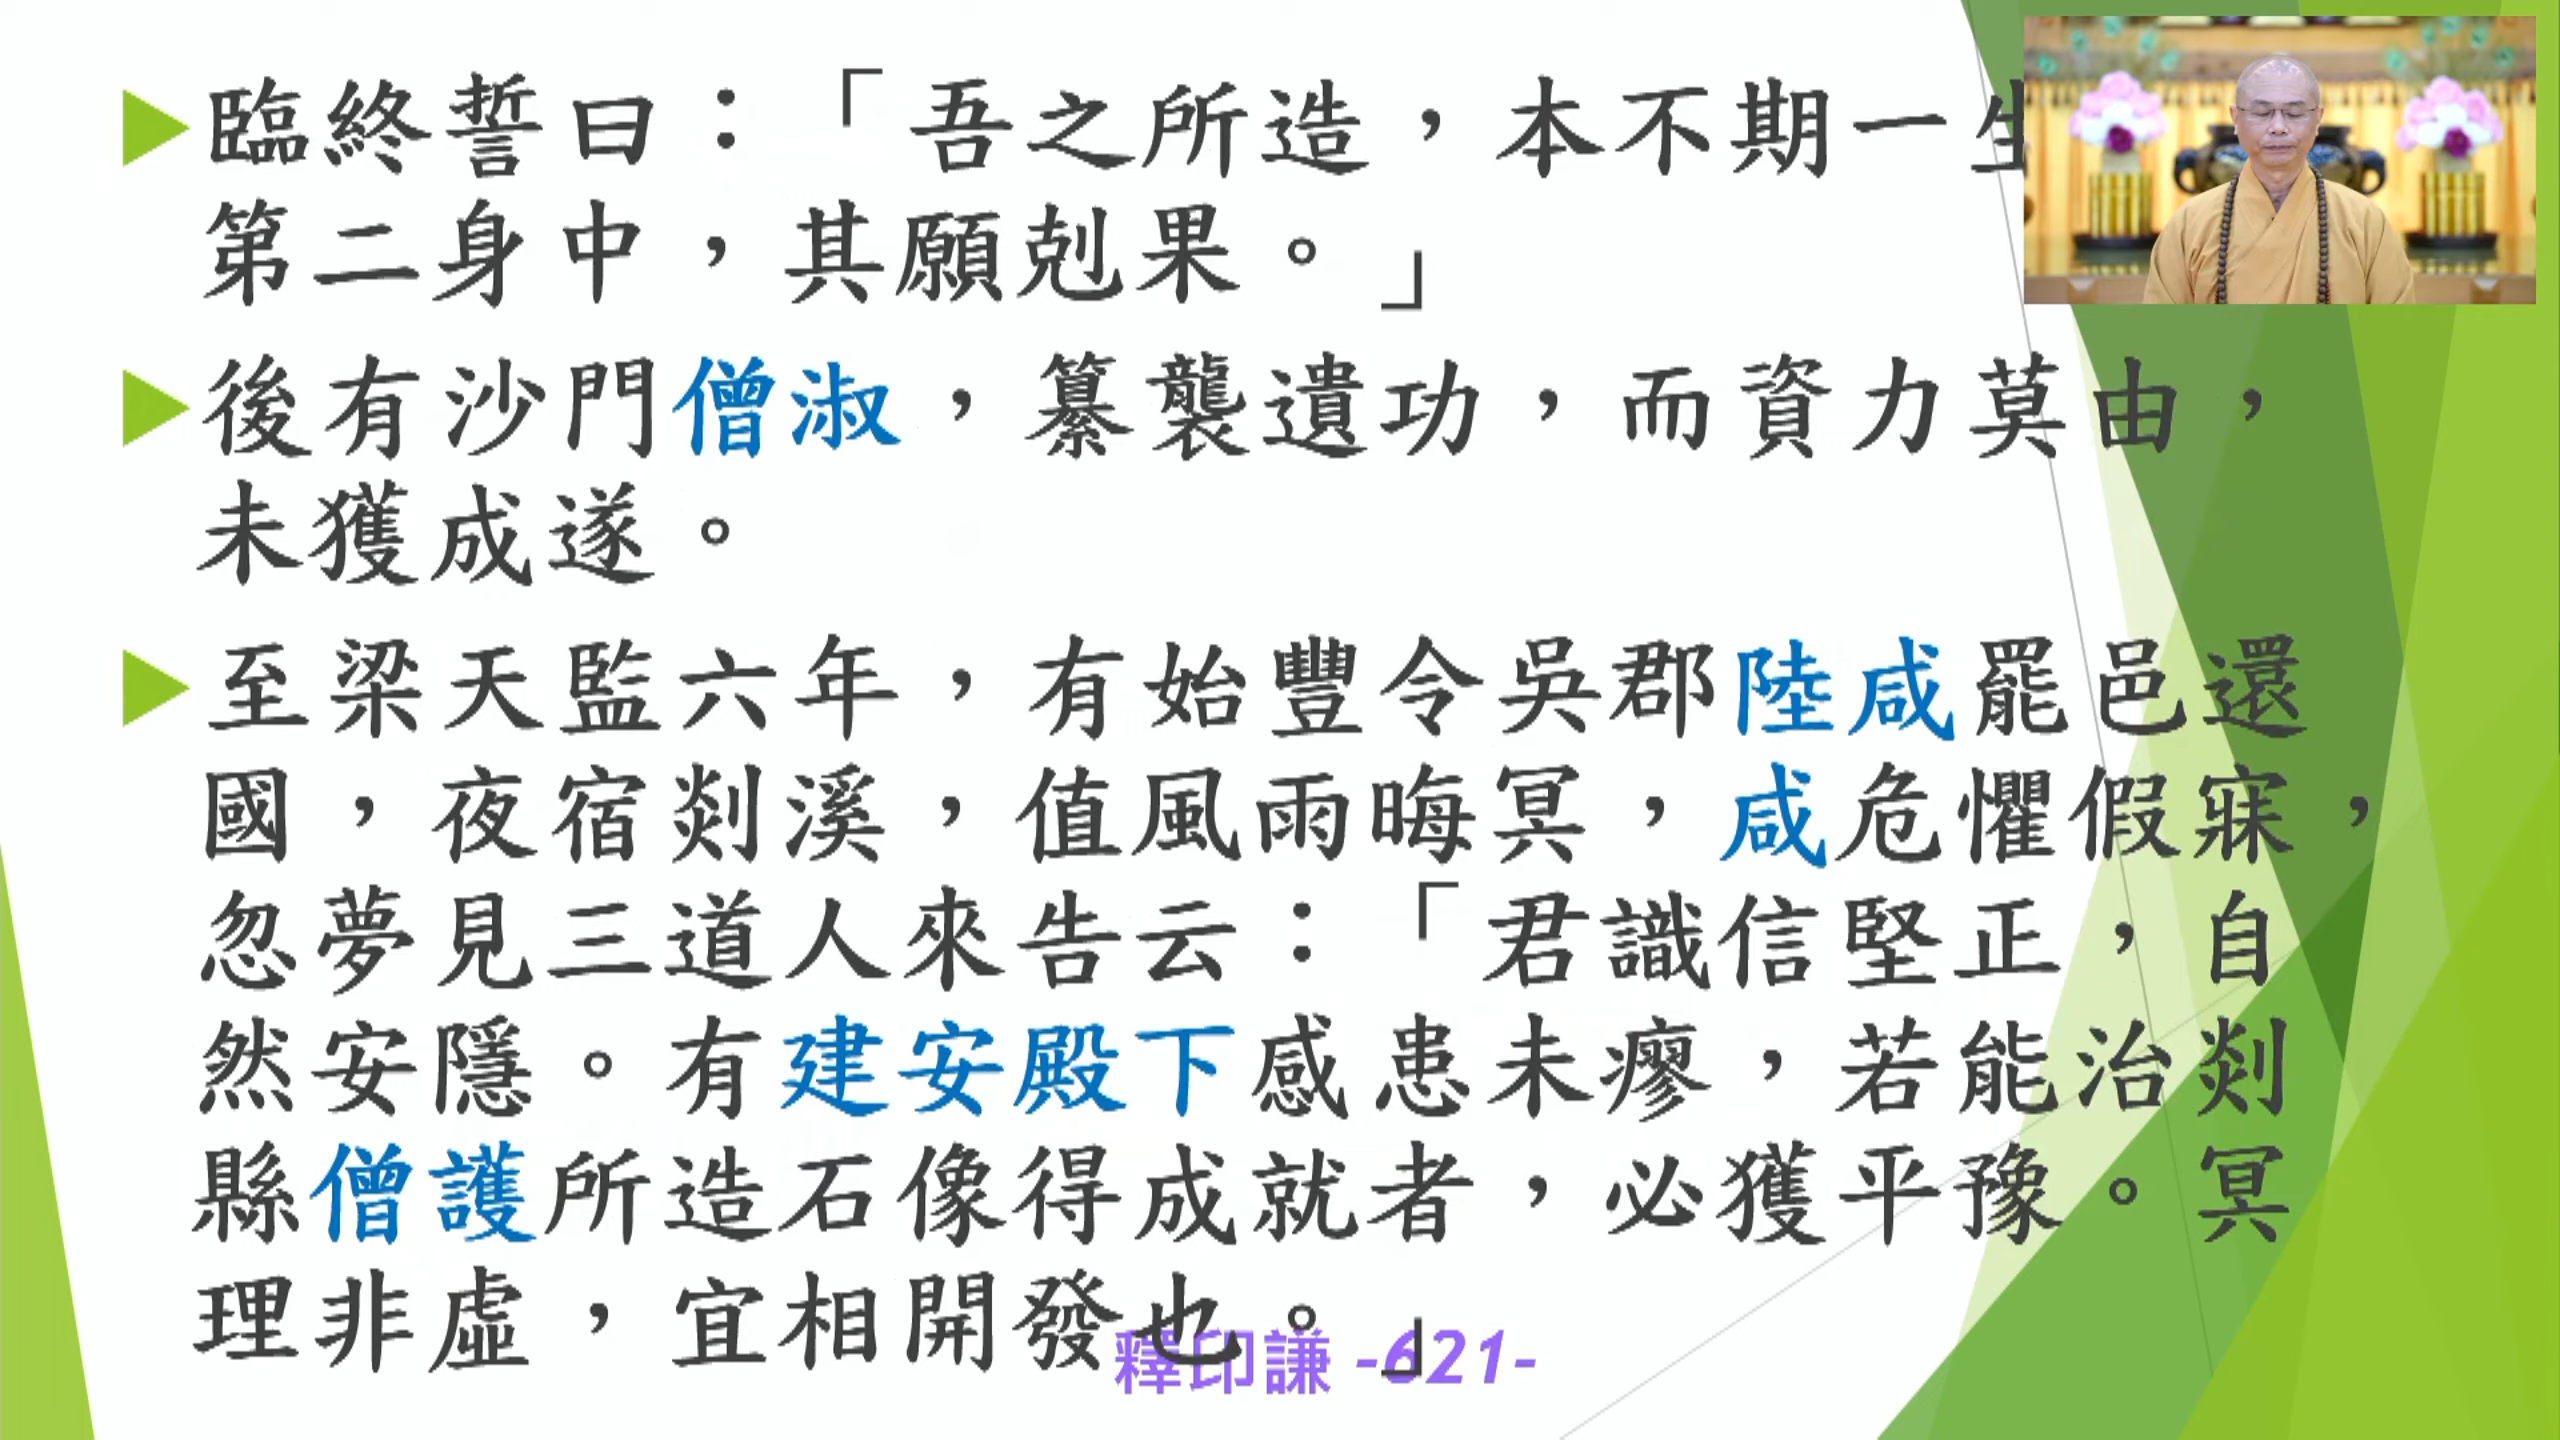 臨終誓曰：「吾之所造，本不期一生
第二身中，其願剋果。」
後有沙門僧淑，纂襲遺功，而資力莫由，
未獲成遂。
至梁天監六年，有始豐令吳郡陸咸罷邑還
國，夜宿剡溪，值風雨晦冥，咸危懼假寐，
忽夢見三道人來告云：「君識信堅正，自
然安隱。有建安殿下感患未瘳，若能治剡
縣僧護所造石像得成就者，必獲平豫。冥
理非虛，宜相開發也。」
釋印謙 -621-